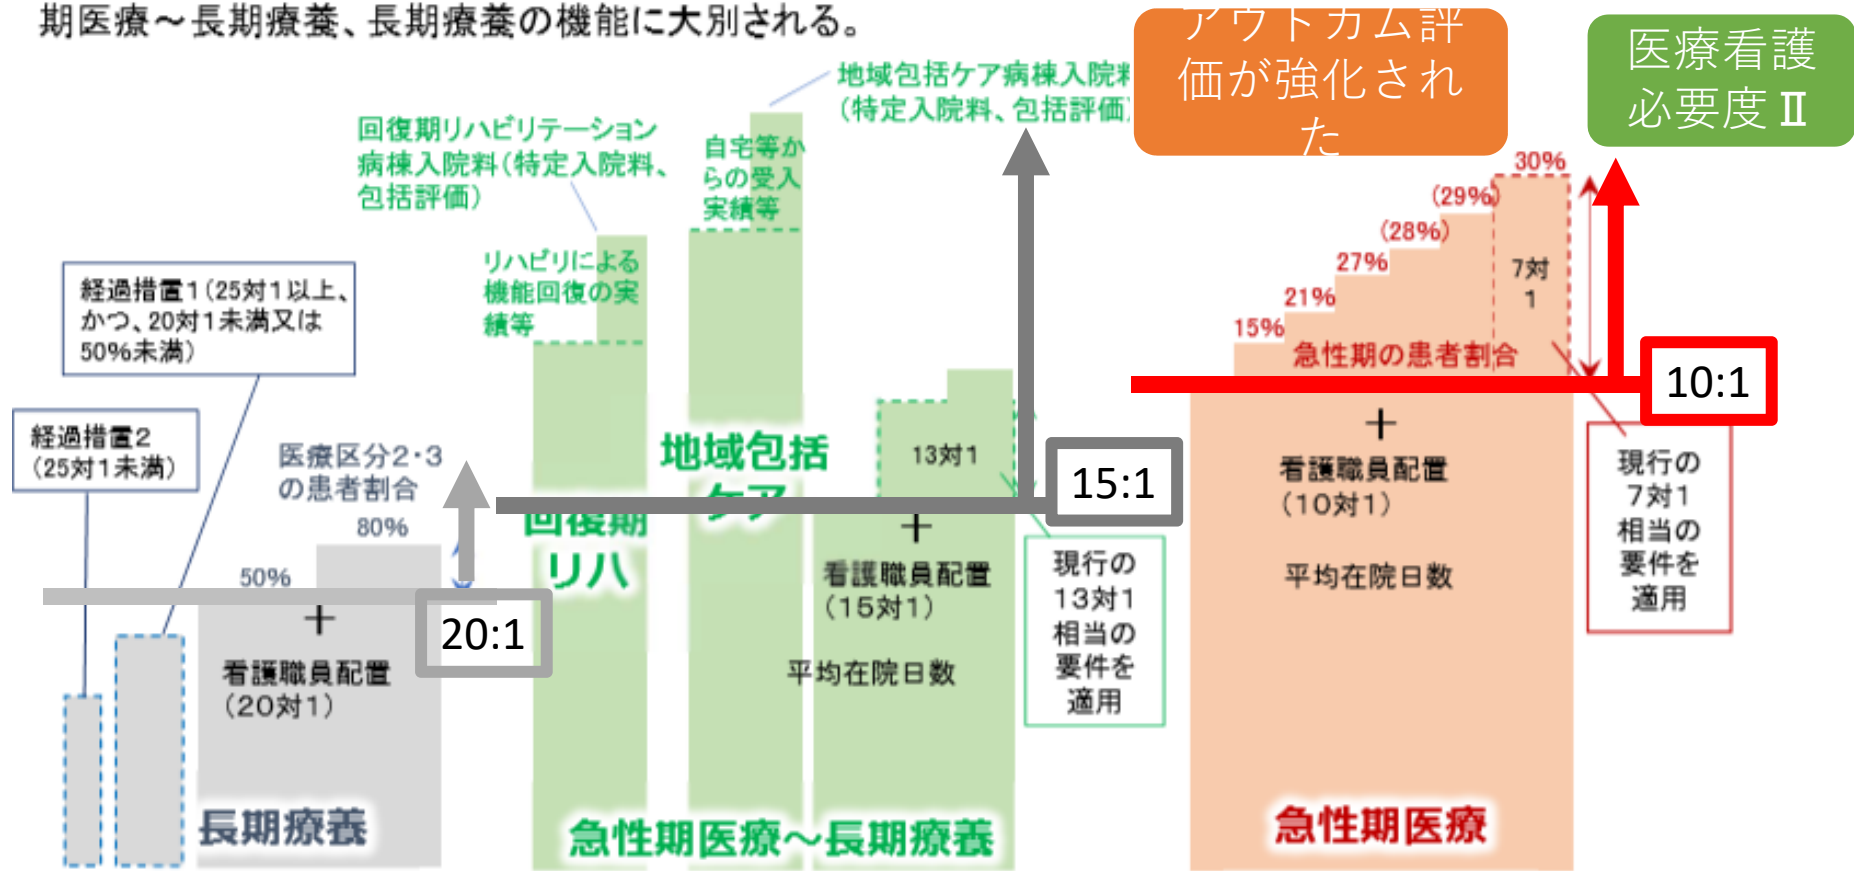 期医療～長期療養、長期療養の機能に大別される。
アウトカム評
価が強化され
た
医療看護
必要度Ⅱ
地域包括ケア病棟入院料
（特定入院料、包括評価）
回復期リハビリテーション
病棟入院料（特定入院料、
包括評価）
自宅等か
らの受入
実績等
リハビリによる
機能回復の実
績等
経過措置1（25対1以上、
かつ、20対1未満又は
50%未満）
経過措置2
（25対1未満）
医療区分2・3
の患者割合
80%
50%
＋
看護職員配置
（20対1）
20:1
長期療養
回復期
リハ
地域包括
ケア
13対1
＋
看護職員配置
（15対1）
平均在院日数
15:1
現行の
13対1
相当の
要件を
適用
急性期医療～長期療養
15%
21%
27%
（28%）
（29%）
30%
7対
1
急性期の患者割合
10:1
＋
看護職員配置
（10対1）
平均在院日数
現行の
7対1
相当の
要件を
適用
急性期医療